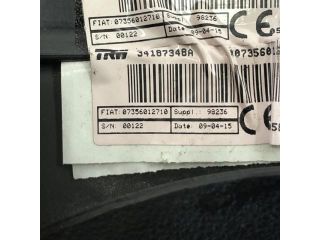 FIAT: 07356012710 Suppl. 98236
S/N: 00122 Date: 09-04-15
TRW 34187348A 07356012
FIAT: 07356012710 Suppl. 98236
S/N: 00122 Date: 09-04-15